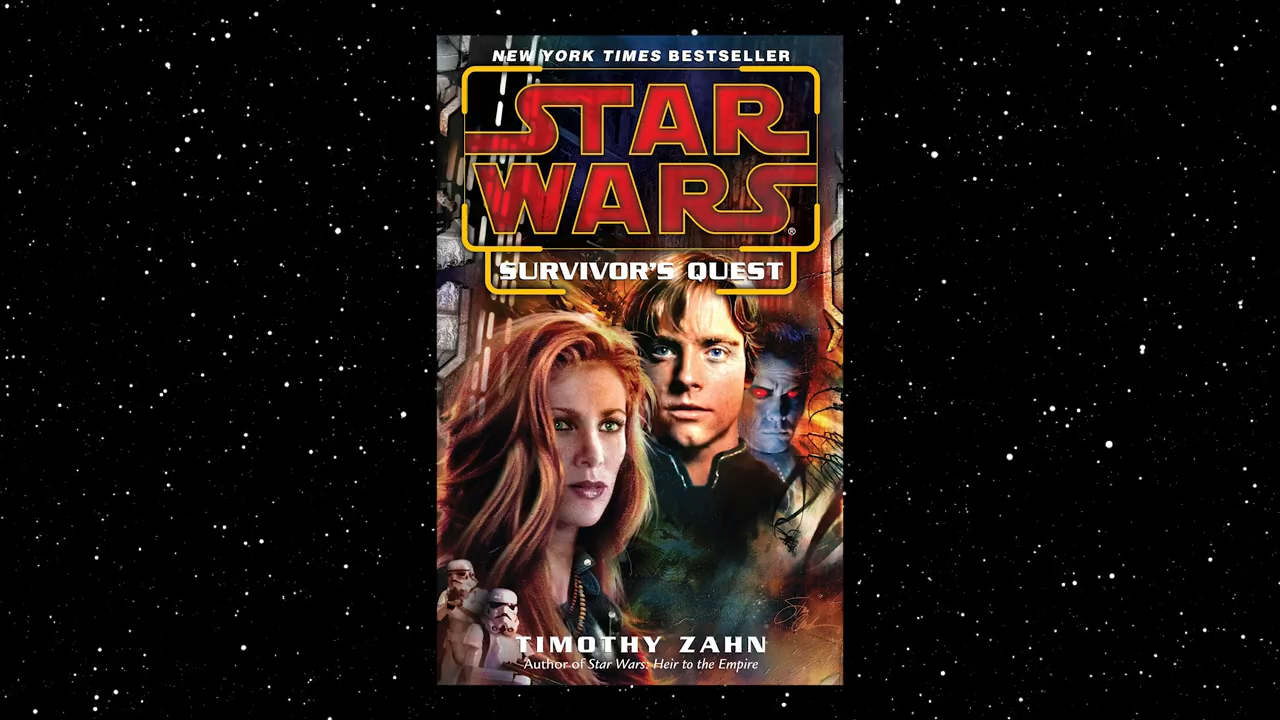 NEW YORK TIMES BESTSELLER
STAR
WARS®
SURVIVOR'S QUEST
TIMOTHY ZAHN
Author of Star Wars: Heir to the Empire